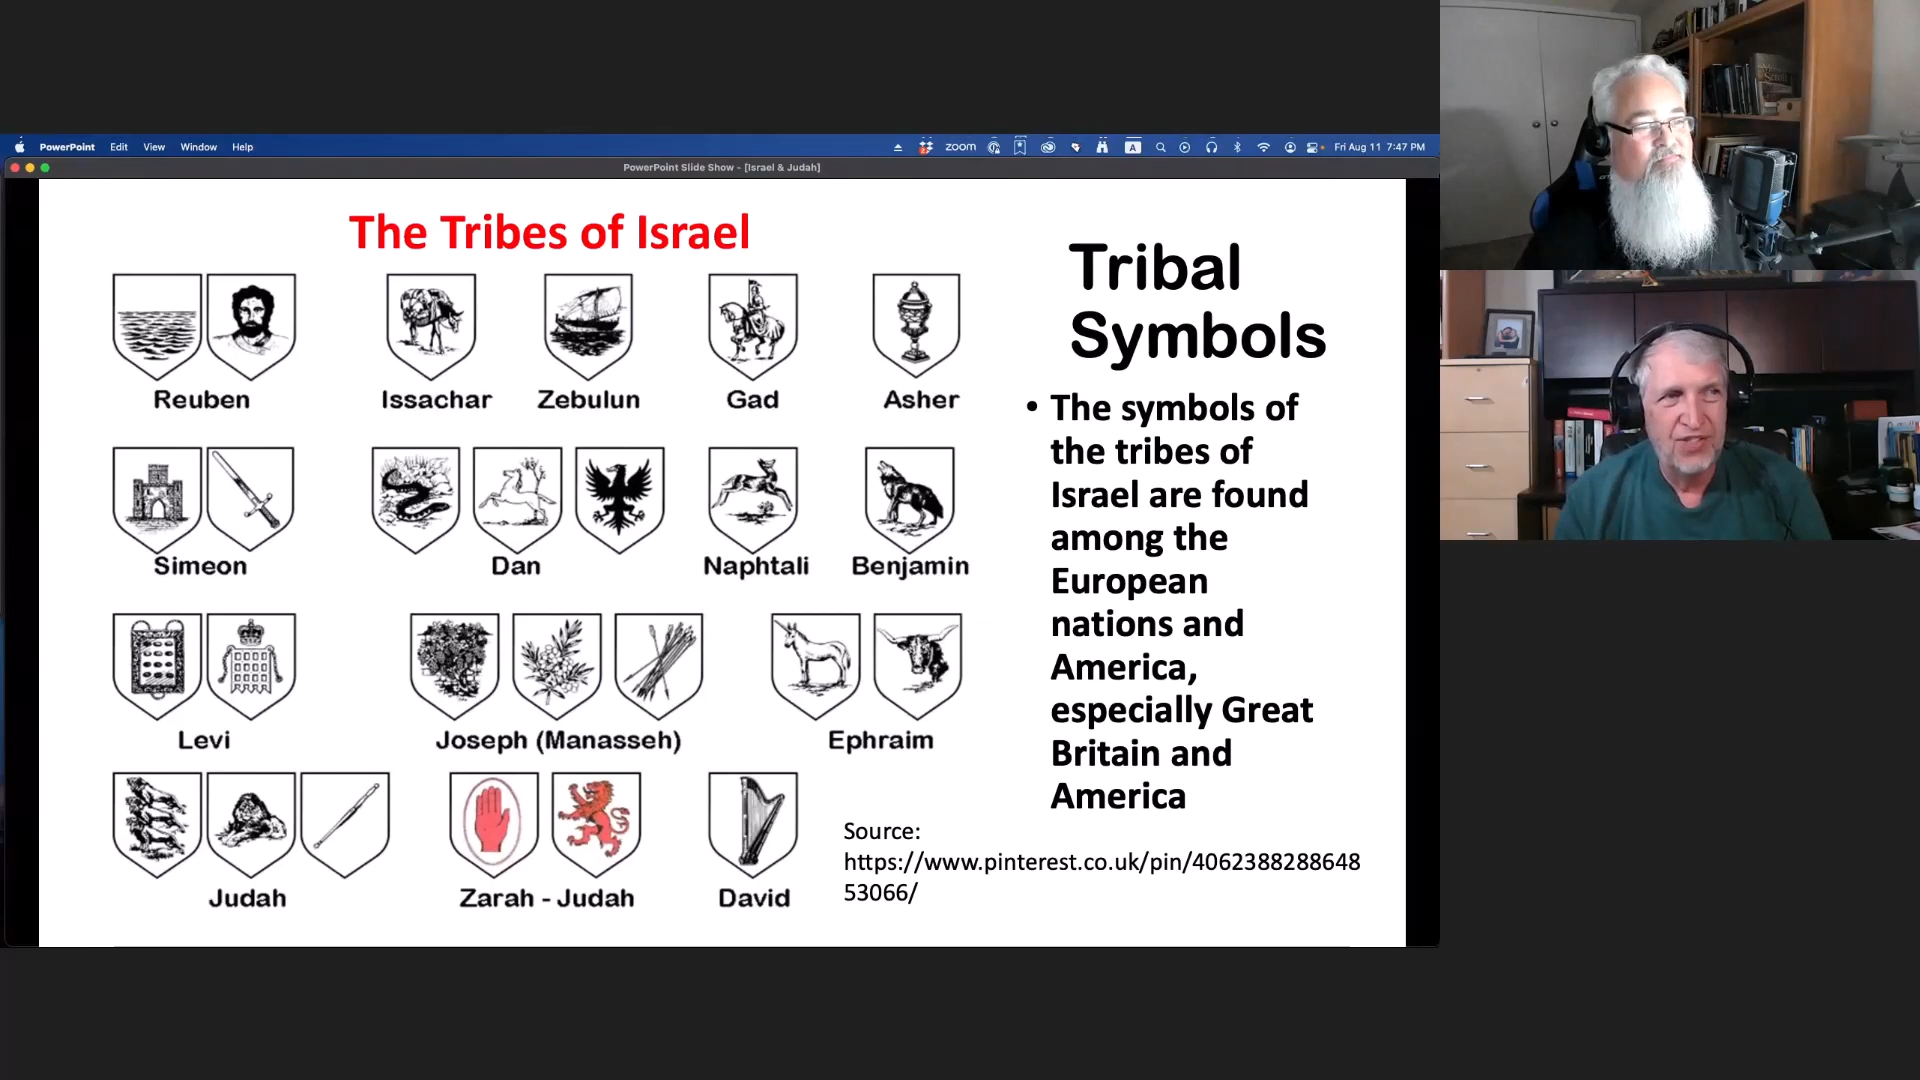 PowerPoint Edit View Window Help
zoom
A
Fri Aug 11 7:47 PM
PowerPoint Slide Show - [Israel & Judah]
The Tribes of Israel
Reuben
Issachar
Zebulun
Gad
Asher
Simeon
Dan
Naphtali
Benjamin
Levi
Joseph (Manasseh)
Ephraim
Judah
Zarah - Judah
David
Tribal
Symbols
• The symbols of
the tribes of
Israel are found
among the
European
nations and
America,
especially Great
Britain and
America
Source:
https://www.pinterest.co.uk/pin/4062388288648
53066/